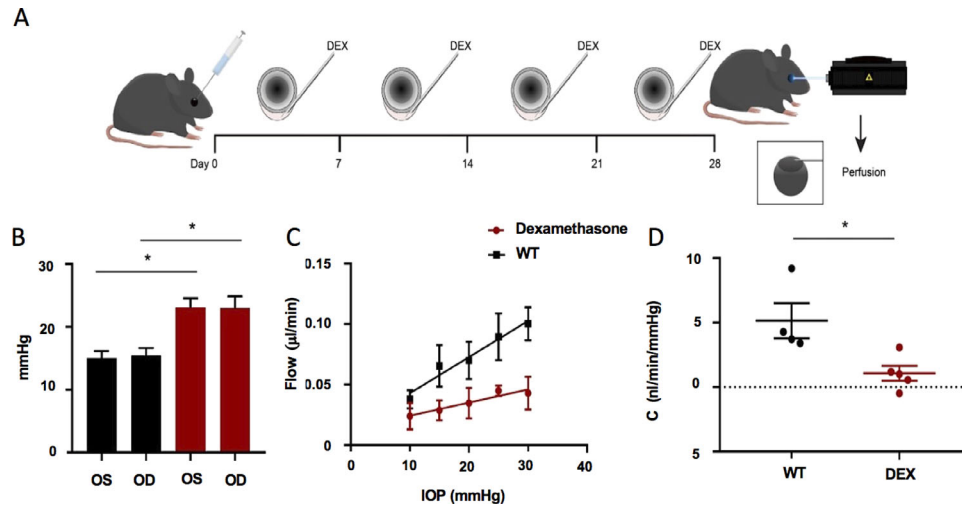 A
DEX
DEX
DEX
DEX
Day 0
7
14
21
28
Perfusion
B
*
*
30
20
10
0
mmHg
OS
OD
OS
OD
C
Dexamethasone
WT
0.15
0.10
0.05
0
Flow (µl/min)
0
10
20
30
40
IOP (mmHg)
D
*
10
5
0
5
C (nl/min/mmHg)
WT
DEX